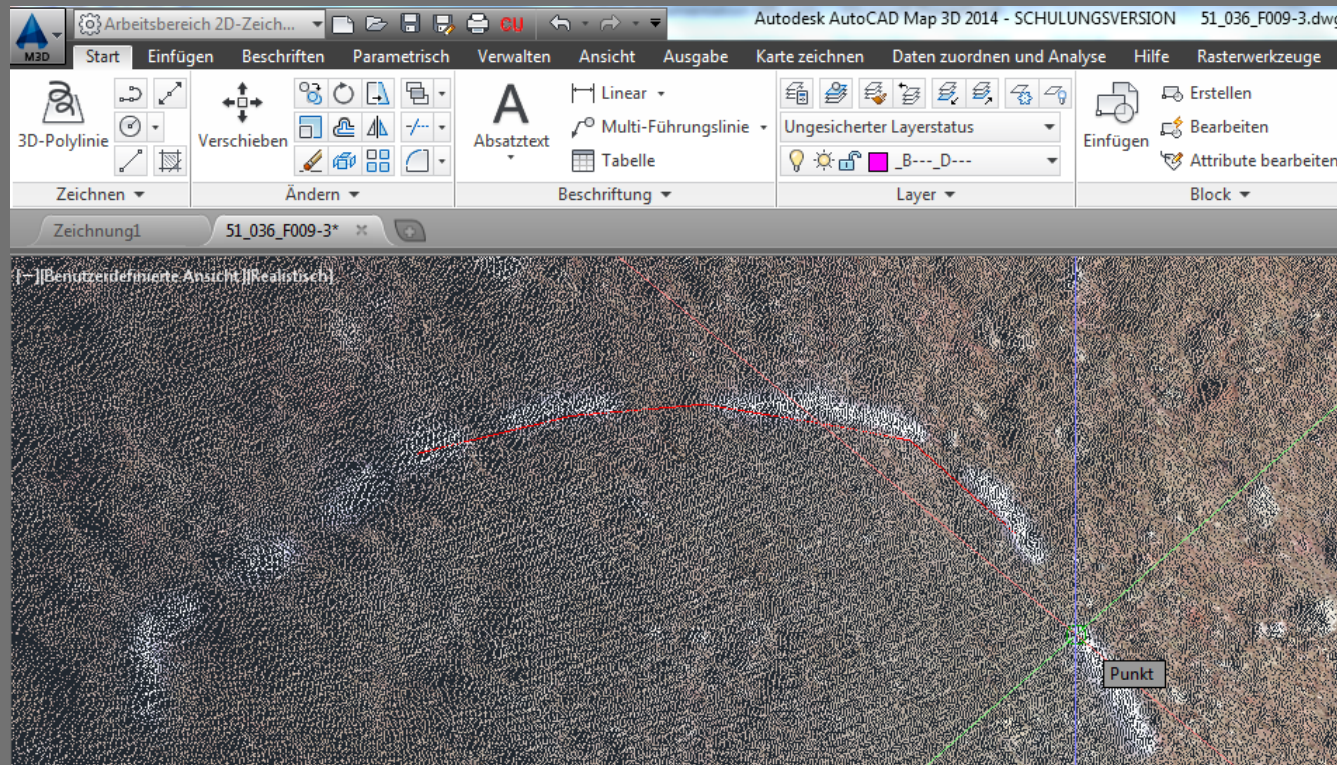 Arbeitsbereich 2D-Zeich...
CU
Autodesk AutoCAD Map 3D 2014 - SCHULUNGSVERSION 51_036_F009-3.dwg
M3D
Start Einfügen Beschriften Parametrisch Verwalten Ansicht Ausgabe Karte zeichnen Daten zuordnen und Analyse Hilfe Rasterwerkzeuge
3D-Polylinie
Verschieben
A
Absatztext
Linear
Multi-Führungslinie
Tabelle
Ungesicherter Layerstatus
_B---_D---
Einfügen
Erstellen
Bearbeiten
Attribute bearbeiten
Zeichnen Ändern Beschriftung Layer Block
Zeichnung1 51_036_F009-3*
[–][Benutzerdefinierte Ansicht][Realistisch]
Punkt